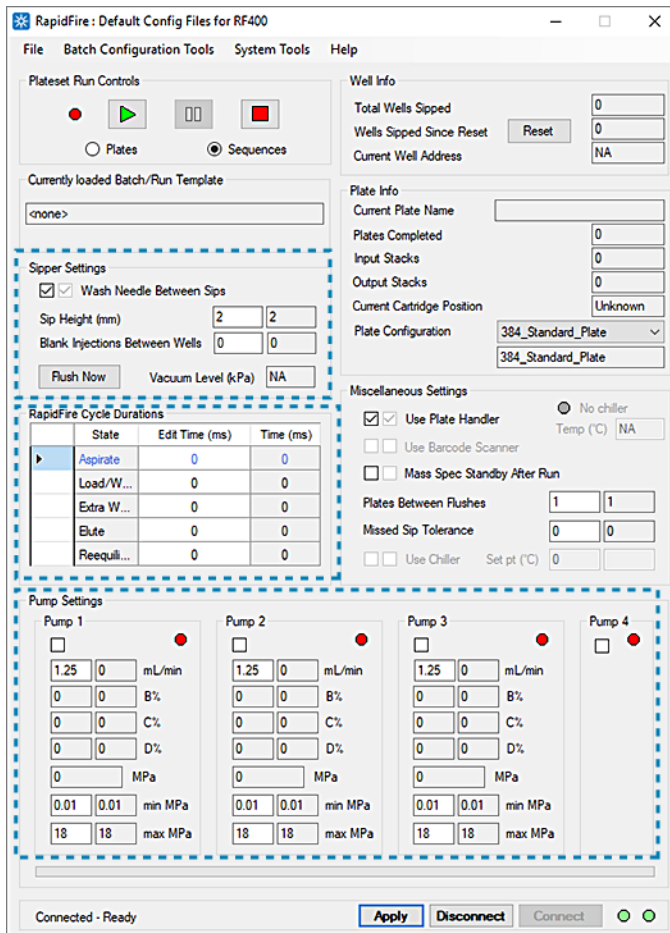 RapidFire : Default Config Files for RF400
File Batch Configuration Tools System Tools Help
Plateset Run Controls
Plates Sequences
Currently loaded Batch/Run Template
<none>
Sipper Settings
Wash Needle Between Sips
Sip Height (mm) 2 2
Blank Injections Between Wells 0 0
Flush Now Vacuum Level (kPa) NA
RapidFire Cycle Durations
State Edit Time (ms) Time (ms)
Aspirate 0 0
Load/W... 0 0
Extra W... 0 0
Elute 0 0
Reequili... 0 0
Well Info
Total Wells Sipped 0
Wells Sipped Since Reset Reset 0
Current Well Address NA
Plate Info
Current Plate Name
Plates Completed 0
Input Stacks 0
Output Stacks 0
Current Cartridge Position Unknown
Plate Configuration 384_Standard_Plate
384_Standard_Plate
Miscellaneous Settings
Use Plate Handler No chiller
Temp (°C) NA
Use Barcode Scanner
Mass Spec Standby After Run
Plates Between Flushes 1 1
Missed Sip Tolerance 0 0
Use Chiller Set pt (°C) 0
Pump Settings
Pump 1 Pump 2 Pump 3 Pump 4
1.25 0 mL/min 1.25 0 mL/min 1.25 0 mL/min
0 0 B% 0 0 B% 0 0 B%
0 0 C% 0 0 C% 0 0 C%
0 0 D% 0 0 D% 0 0 D%
0 MPa 0 MPa 0 MPa
0.01 0.01 min MPa 0.01 0.01 min MPa 0.01 0.01 min MPa
18 18 max MPa 18 18 max MPa 18 18 max MPa
Connected - Ready Apply Disconnect Connect